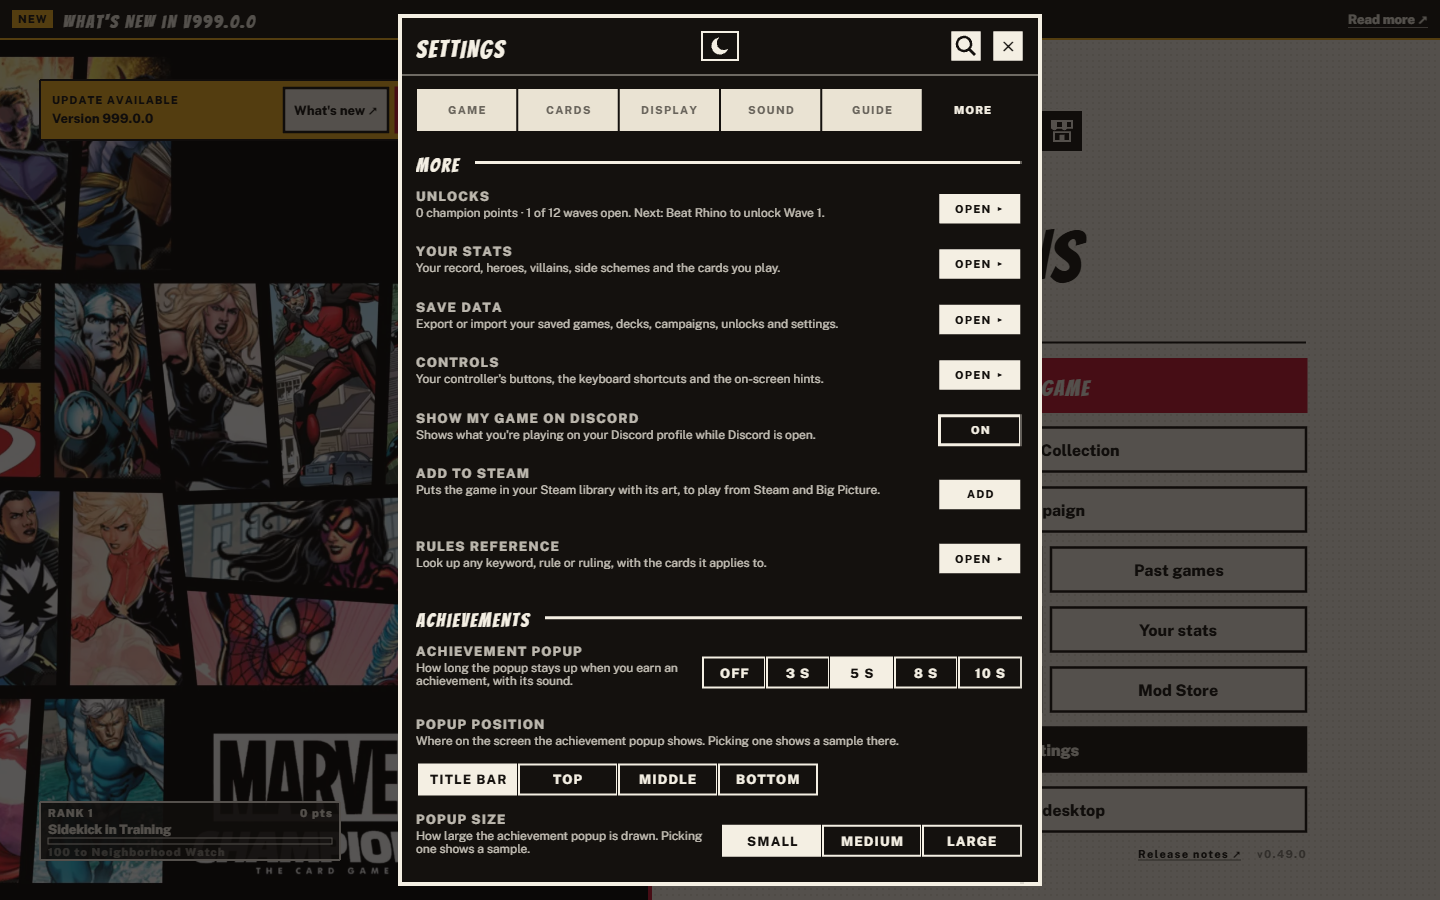 NEW WHAT'S NEW IN V999.0.0
Read more ↗
UPDATE AVAILABLE
Version 999.0.0
What's new ↗
SETTINGS
GAME CARDS DISPLAY SOUND GUIDE MORE
MORE
UNLOCKS
0 champion points · 1 of 12 waves open. Next: Beat Rhino to unlock Wave 1.
OPEN ▸
YOUR STATS
Your record, heroes, villains, side schemes and the cards you play.
OPEN ▸
SAVE DATA
Export or import your saved games, decks, campaigns, unlocks and settings.
OPEN ▸
CONTROLS
Your controller's buttons, the keyboard shortcuts and the on-screen hints.
OPEN ▸
SHOW MY GAME ON DISCORD
Shows what you're playing on your Discord profile while Discord is open.
ON
ADD TO STEAM
Puts the game in your Steam library with its art, to play from Steam and Big Picture.
ADD
RULES REFERENCE
Look up any keyword, rule or ruling, with the cards it applies to.
OPEN ▸
ACHIEVEMENTS
ACHIEVEMENT POPUP
How long the popup stays up when you earn an
achievement, with its sound.
OFF 3 S 5 S 8 S 10 S
POPUP POSITION
Where on the screen the achievement popup shows. Picking one shows a sample there.
TITLE BAR TOP MIDDLE BOTTOM
POPUP SIZE
How large the achievement popup is drawn. Picking
one shows a sample.
SMALL MEDIUM LARGE
NS
GAME
Collection
paign
Past games
Your stats
Mod Store
tings
desktop
Release notes ↗ v0.49.0
MARVE
CHAMPION
THE CARD GAME
RANK 1 0 pts
Sidekick In Training
100 to Neighborhood Watch